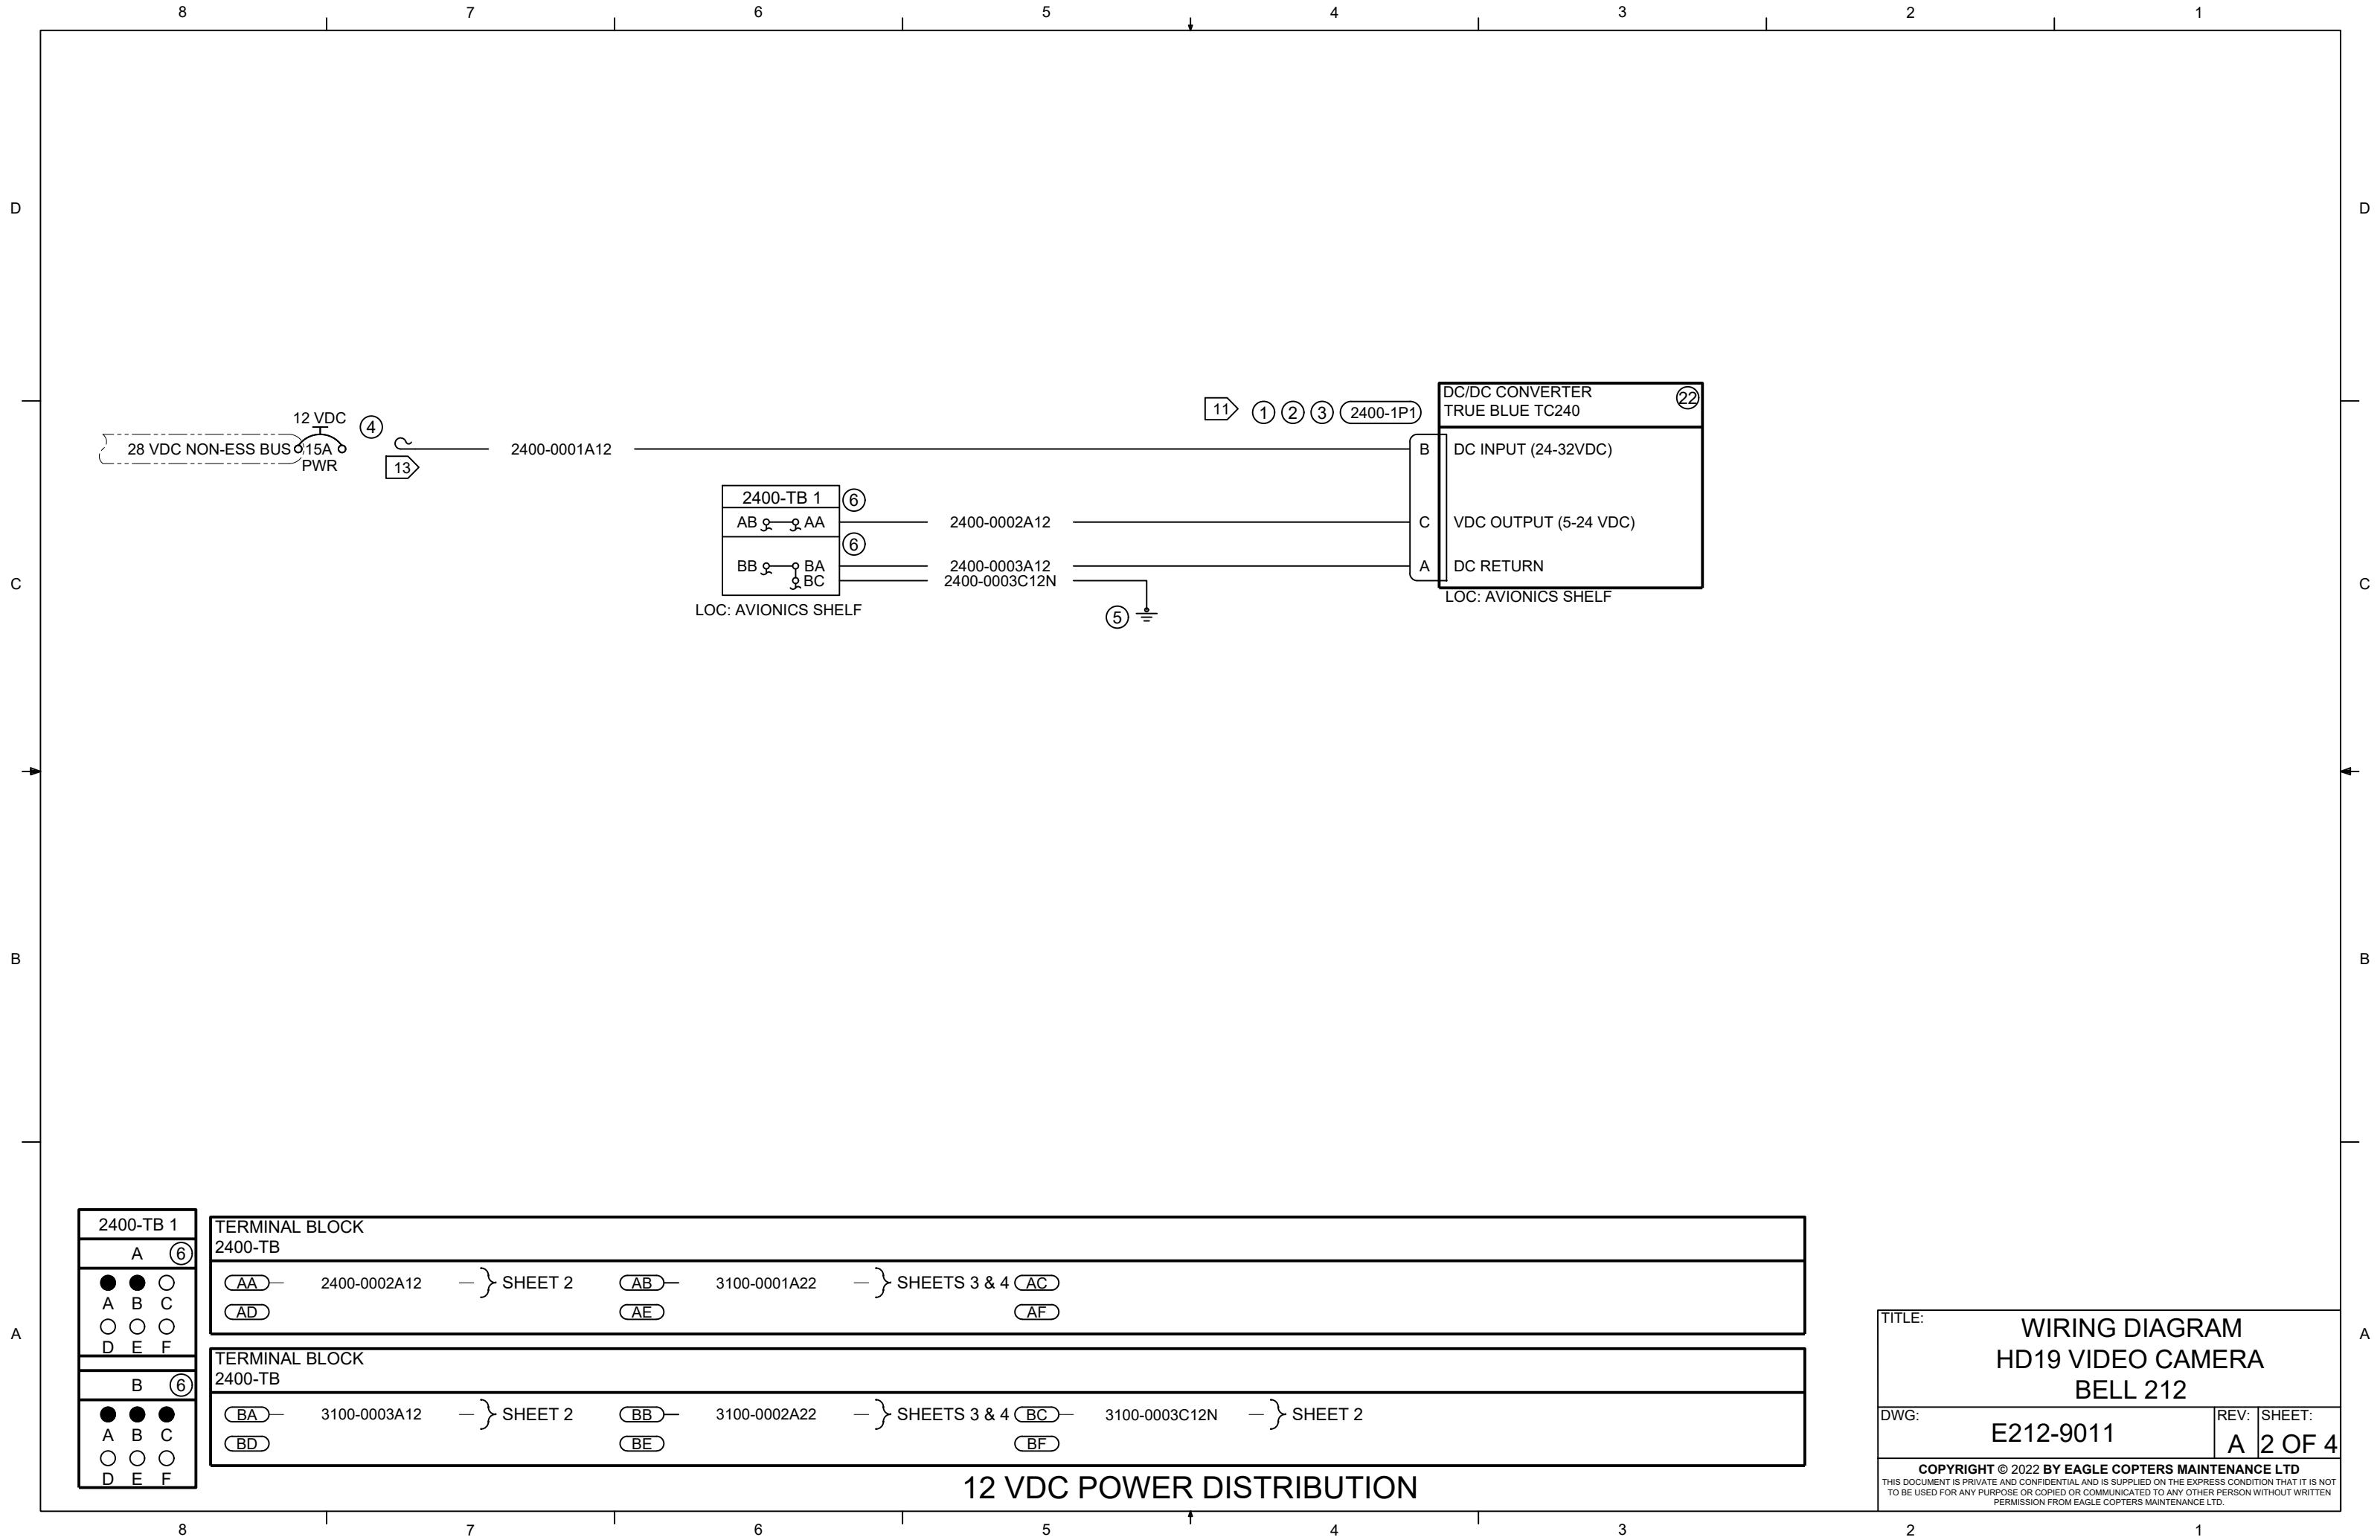 8 7 6 5 4 3 2 1
D D
12 VDC
4
28 VDC NON-ESS BUS 15A
PWR
13
2400-0001A12
11 1 2 3 2400-1P1
DC/DC CONVERTER 22
TRUE BLUE TC240
B DC INPUT (24-32VDC)
2400-TB 1 6
AB AA 2400-0002A12 C VDC OUTPUT (5-24 VDC)
6
BB BA 2400-0003A12 A DC RETURN
BC 2400-0003C12N
LOC: AVIONICS SHELF
LOC: AVIONICS SHELF
5
C C
B B
A A
2400-TB 1
A 6
A B C
D E F
B 6
A B C
D E F
TERMINAL BLOCK
2400-TB
AA 2400-0002A12 SHEET 2 AB 3100-0001A22 SHEETS 3 & 4 AC
AD AE AF
TERMINAL BLOCK
2400-TB
BA 3100-0003A12 SHEET 2 BB 3100-0002A22 SHEETS 3 & 4 BC 3100-0003C12N SHEET 2
BD BE BF
12 VDC POWER DISTRIBUTION
TITLE:
WIRING DIAGRAM
HD19 VIDEO CAMERA
BELL 212
DWG: REV: SHEET:
E212-9011 A 2 OF 4
COPYRIGHT © 2022 BY EAGLE COPTERS MAINTENANCE LTD
THIS DOCUMENT IS PRIVATE AND CONFIDENTIAL AND IS SUPPLIED ON THE EXPRESS CONDITION THAT IT IS NOT
TO BE USED FOR ANY PURPOSE OR COPIED OR COMMUNICATED TO ANY OTHER PERSON WITHOUT WRITTEN
PERMISSION FROM EAGLE COPTERS MAINTENANCE LTD.
8 7 6 5 4 3 2 1